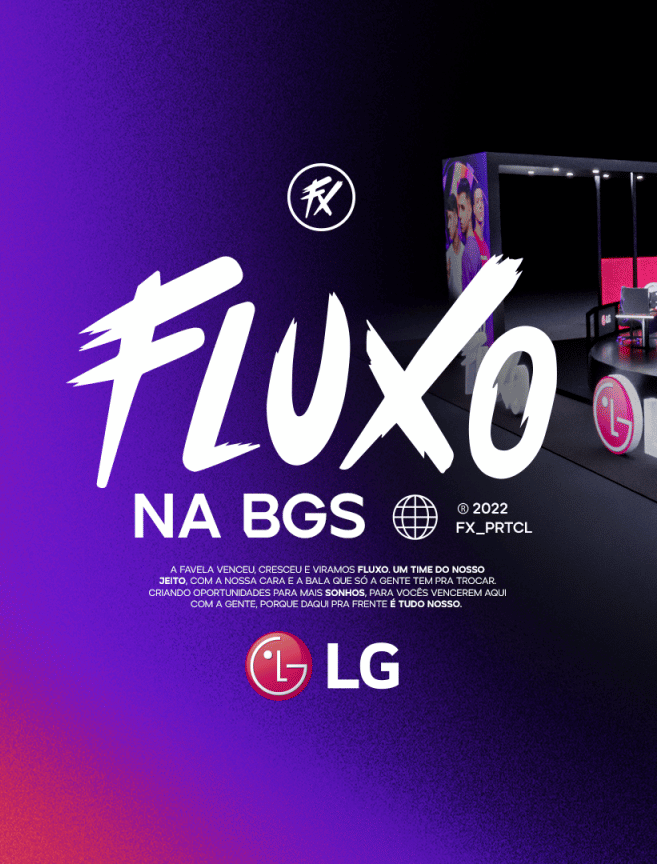 FX
FLUXO
NA BGS
® 2022
FX_PRTCL
A FAVELA VENCEU, CRESCEU E VIRAMOS FLUXO. UM TIME DO NOSSO
JEITO, COM A NOSSA CARA E A BALA QUE SÓ A GENTE TEM PRA TROCAR.
CRIANDO OPORTUNIDADES PARA MAIS SONHOS, PARA VOCÊS VENCEREM AQUI
COM A GENTE, PORQUE DAQUI PRA FRENTE É TUDO NOSSO.
LG